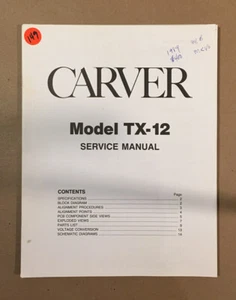 149
1984
CARVER
Model TX-12
SERVICE MANUAL
CONTENTS
Page
SPECIFICATIONS
BLOCK DIAGRAM
ALIGNMENT PROCEDURES
ALIGNMENT POINTS
PCB COMPONENT SIDE VIEWS
EXPLODED VIEWS
PARTS LIST
VOLTAGE CONVERSION
SCHEMATIC DIAGRAMS